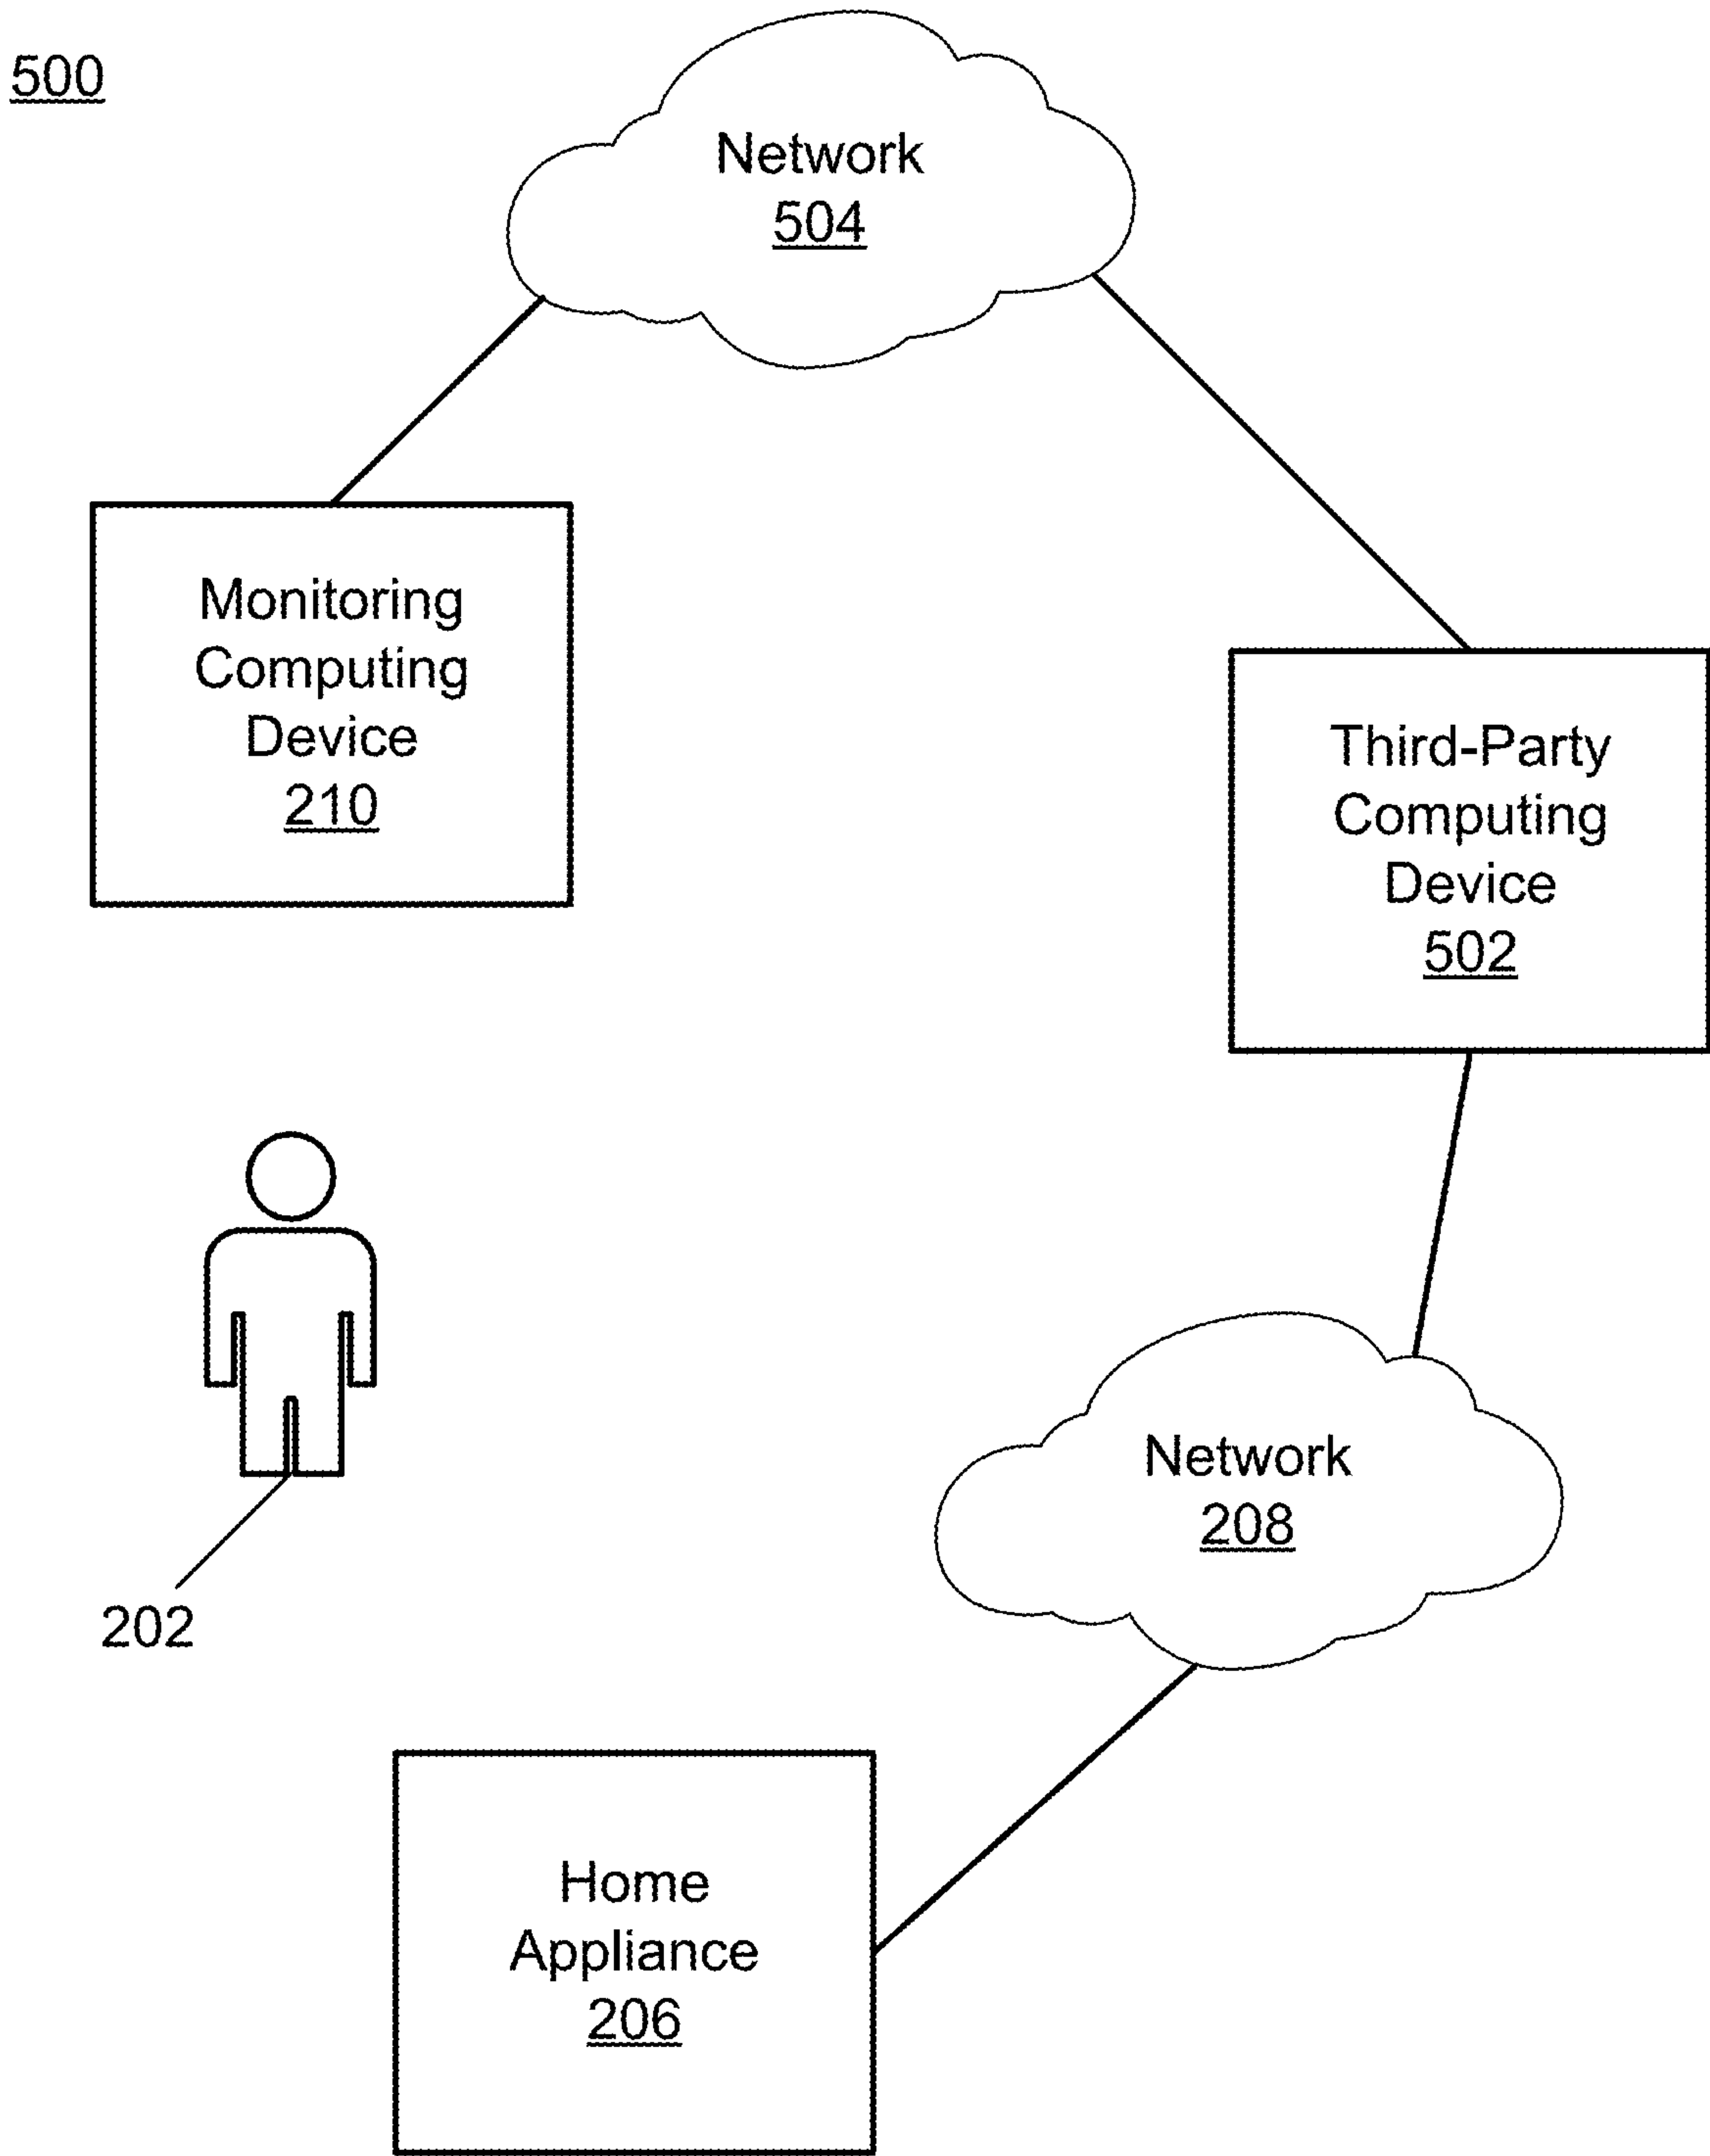 500
Network
504
Monitoring
Computing
Device
210
Third-Party
Computing
Device
502
Network
208
202
Home
Appliance
206